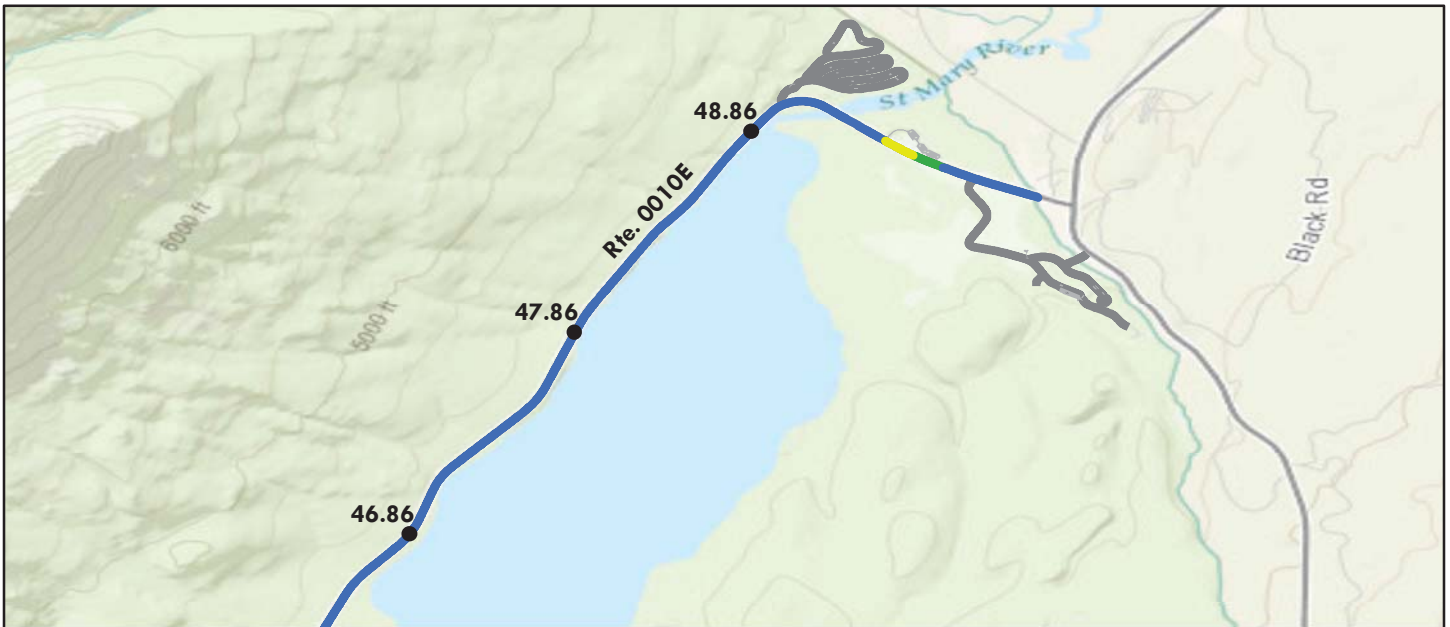 St Mary River
48.86
Rte. 0010E
Black Rd
6000 ft
47.86
5000 ft
46.86